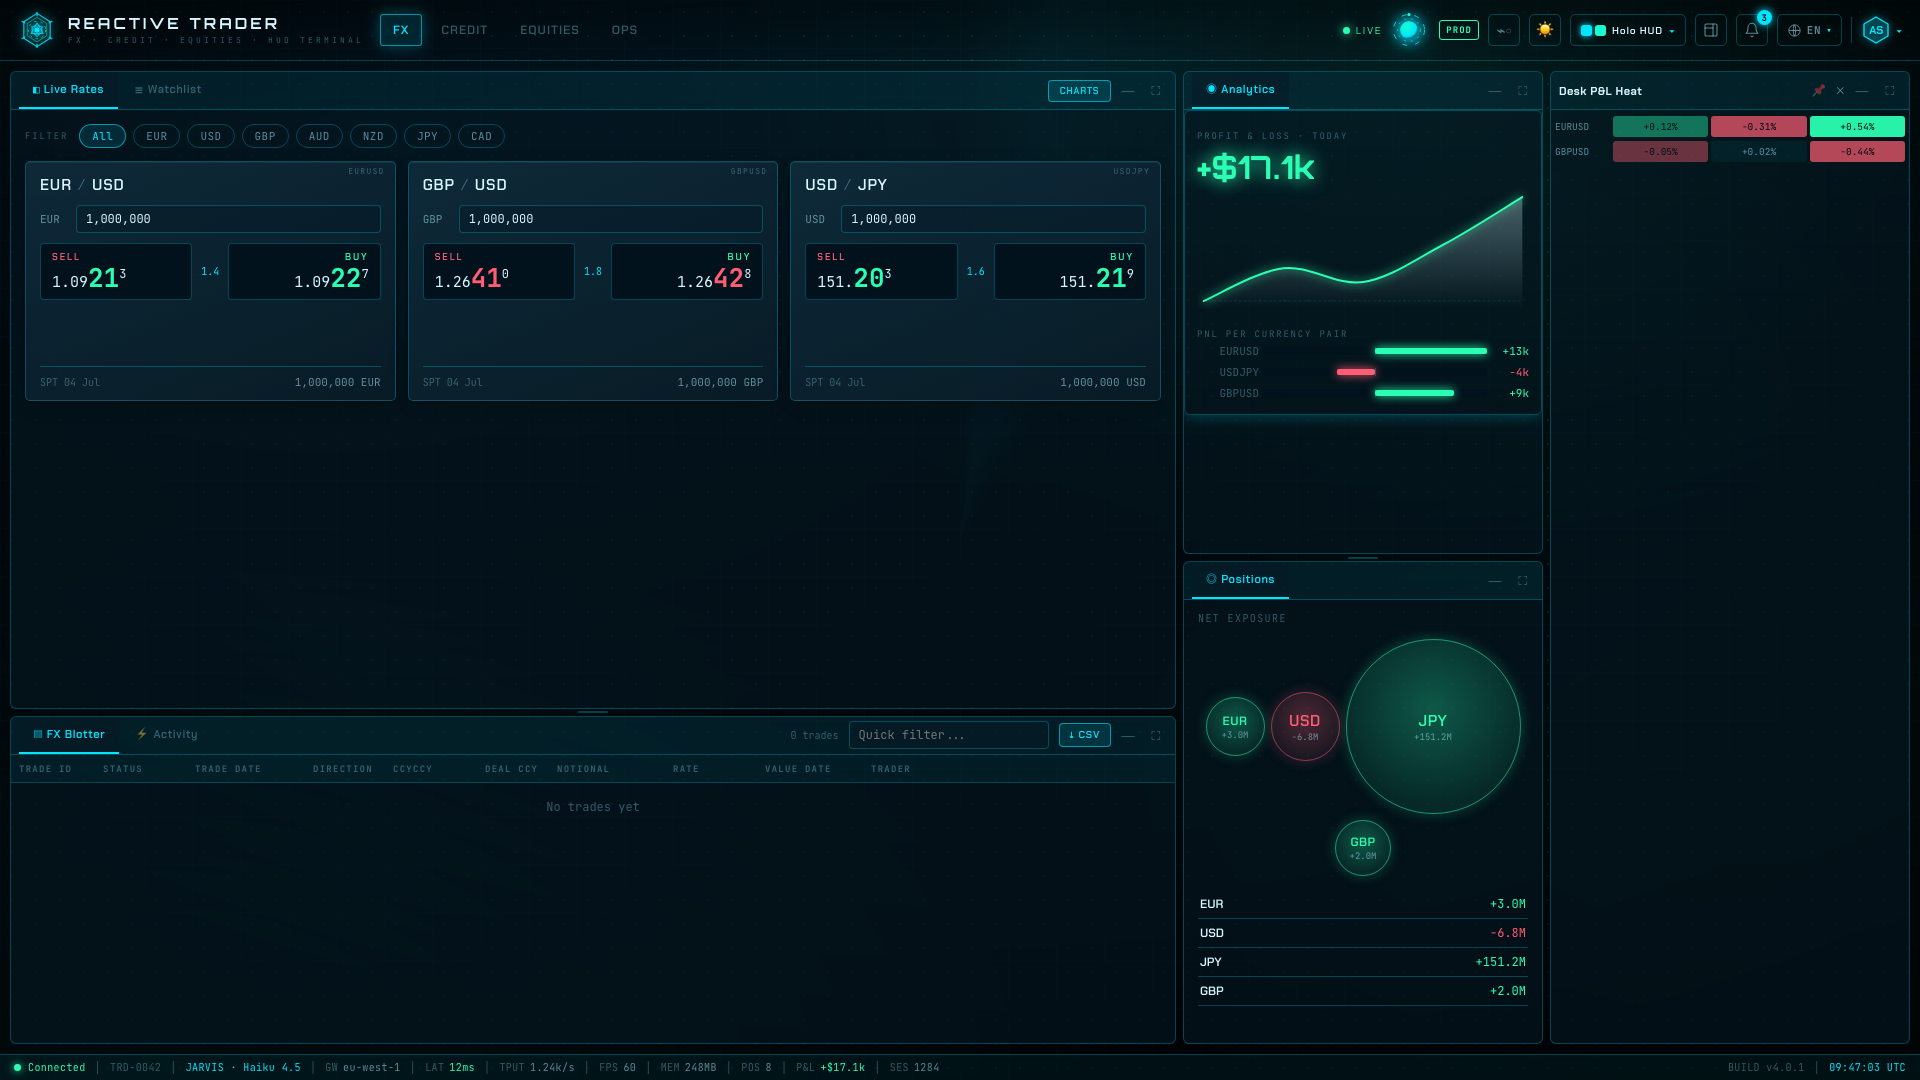 REACTIVE TRADER
FX · CREDIT · EQUITIES · HUD TERMINAL
FX CREDIT EQUITIES OPS
LIVE
PROD
Holo HUD
3
EN
AS
Live Rates
Watchlist
CHARTS
FILTER All EUR USD GBP AUD NZD JPY CAD
EUR / USD
EURUSD
EUR 1,000,000
SELL
1.09213
1.4
BUY
1.09227
SPT 04 Jul
1,000,000 EUR
GBP / USD
GBPUSD
GBP 1,000,000
SELL
1.26410
1.8
BUY
1.26428
SPT 04 Jul
1,000,000 GBP
USD / JPY
USDJPY
USD 1,000,000
SELL
151.203
1.6
BUY
151.219
SPT 04 Jul
1,000,000 USD
FX Blotter
Activity
0 trades
Quick filter...
↓ CSV
TRADE ID STATUS TRADE DATE DIRECTION CCYCCY DEAL CCY NOTIONAL RATE VALUE DATE TRADER
No trades yet
Analytics
PROFIT & LOSS · TODAY
+$17.1k
PNL PER CURRENCY PAIR
EURUSD +13k
USDJPY -4k
GBPUSD +9k
Positions
NET EXPOSURE
EUR
+3.0M
USD
-6.8M
JPY
+151.2M
GBP
+2.0M
EUR +3.0M
USD -6.8M
JPY +151.2M
GBP +2.0M
Desk P&L Heat
EURUSD +0.12% -0.31% +0.54%
GBPUSD -0.05% +0.02% -0.44%
Connected TRD-0042 JARVIS · Haiku 4.5 GW eu-west-1 LAT 12ms TPUT 1.24k/s FPS 60 MEM 248MB POS 8 P&L +$17.1k SES 1284
BUILD v4.0.1 09:47:03 UTC